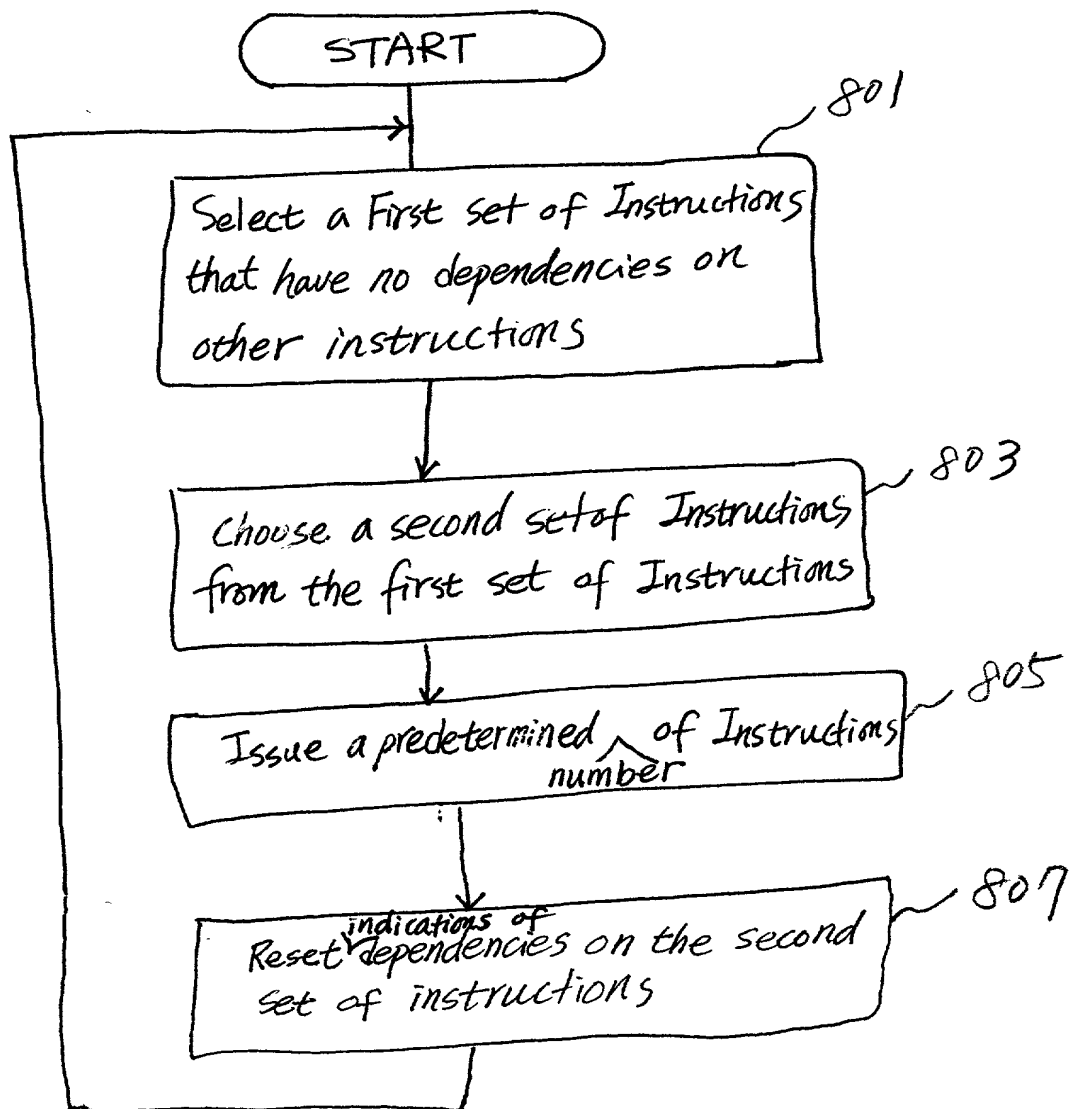 START
801
Select a First set of Instructions
that have no dependencies on
other instructions
803
Choose a second set of Instructions
from the first set of Instructions
805
Issue a predetermined of Instructions
number
807
indications of
Reset dependencies on the second
set of instructions